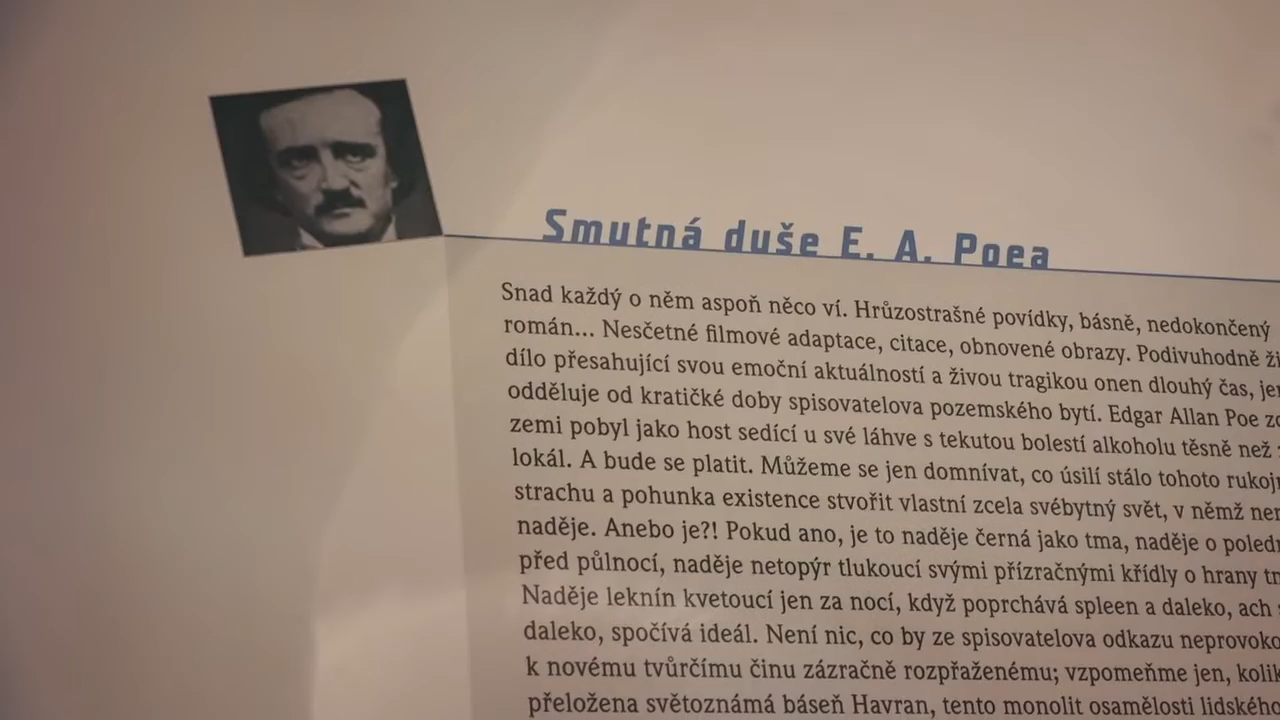 Smutná duše E. A. Poea
Snad každý o něm aspoň něco ví. Hrůzostrašné povídky, básně, nedokončený
román... Nesčetné filmové adaptace, citace, obnovené obrazy. Podivuhodně
dílo přesahující svou emoční aktuálností a živou tragikou onen dlouhý čas,
odděluje od kratičké doby spisovatelova pozemského bytí. Edgar Allan Poe
zemi pobyl jako host sedící u své láhve s tekutou bolestí alkoholu těsně než
lokál. A bude se platit. Můžeme se jen domnívat, co úsilí stálo tohoto
strachu a pohunka existence stvořit vlastní zcela svébytný svět, v němž
naděje. Anebo je?! Pokud ano, je to naděje černá jako tma, naděje o
před půlnocí, naděje netopýr tlukoucí svými přízračnými křídly o hrany
Naděje leknín kvetoucí jen za nocí, když poprchává spleen a daleko, ach
daleko, spočívá ideál. Není nic, co by ze spisovatelova odkazu
k novému tvůrčímu činu zázračně rozpřaženému; vzpomeňme jen,
přeložena světoznámá báseň Havran, tento monolit osamělosti